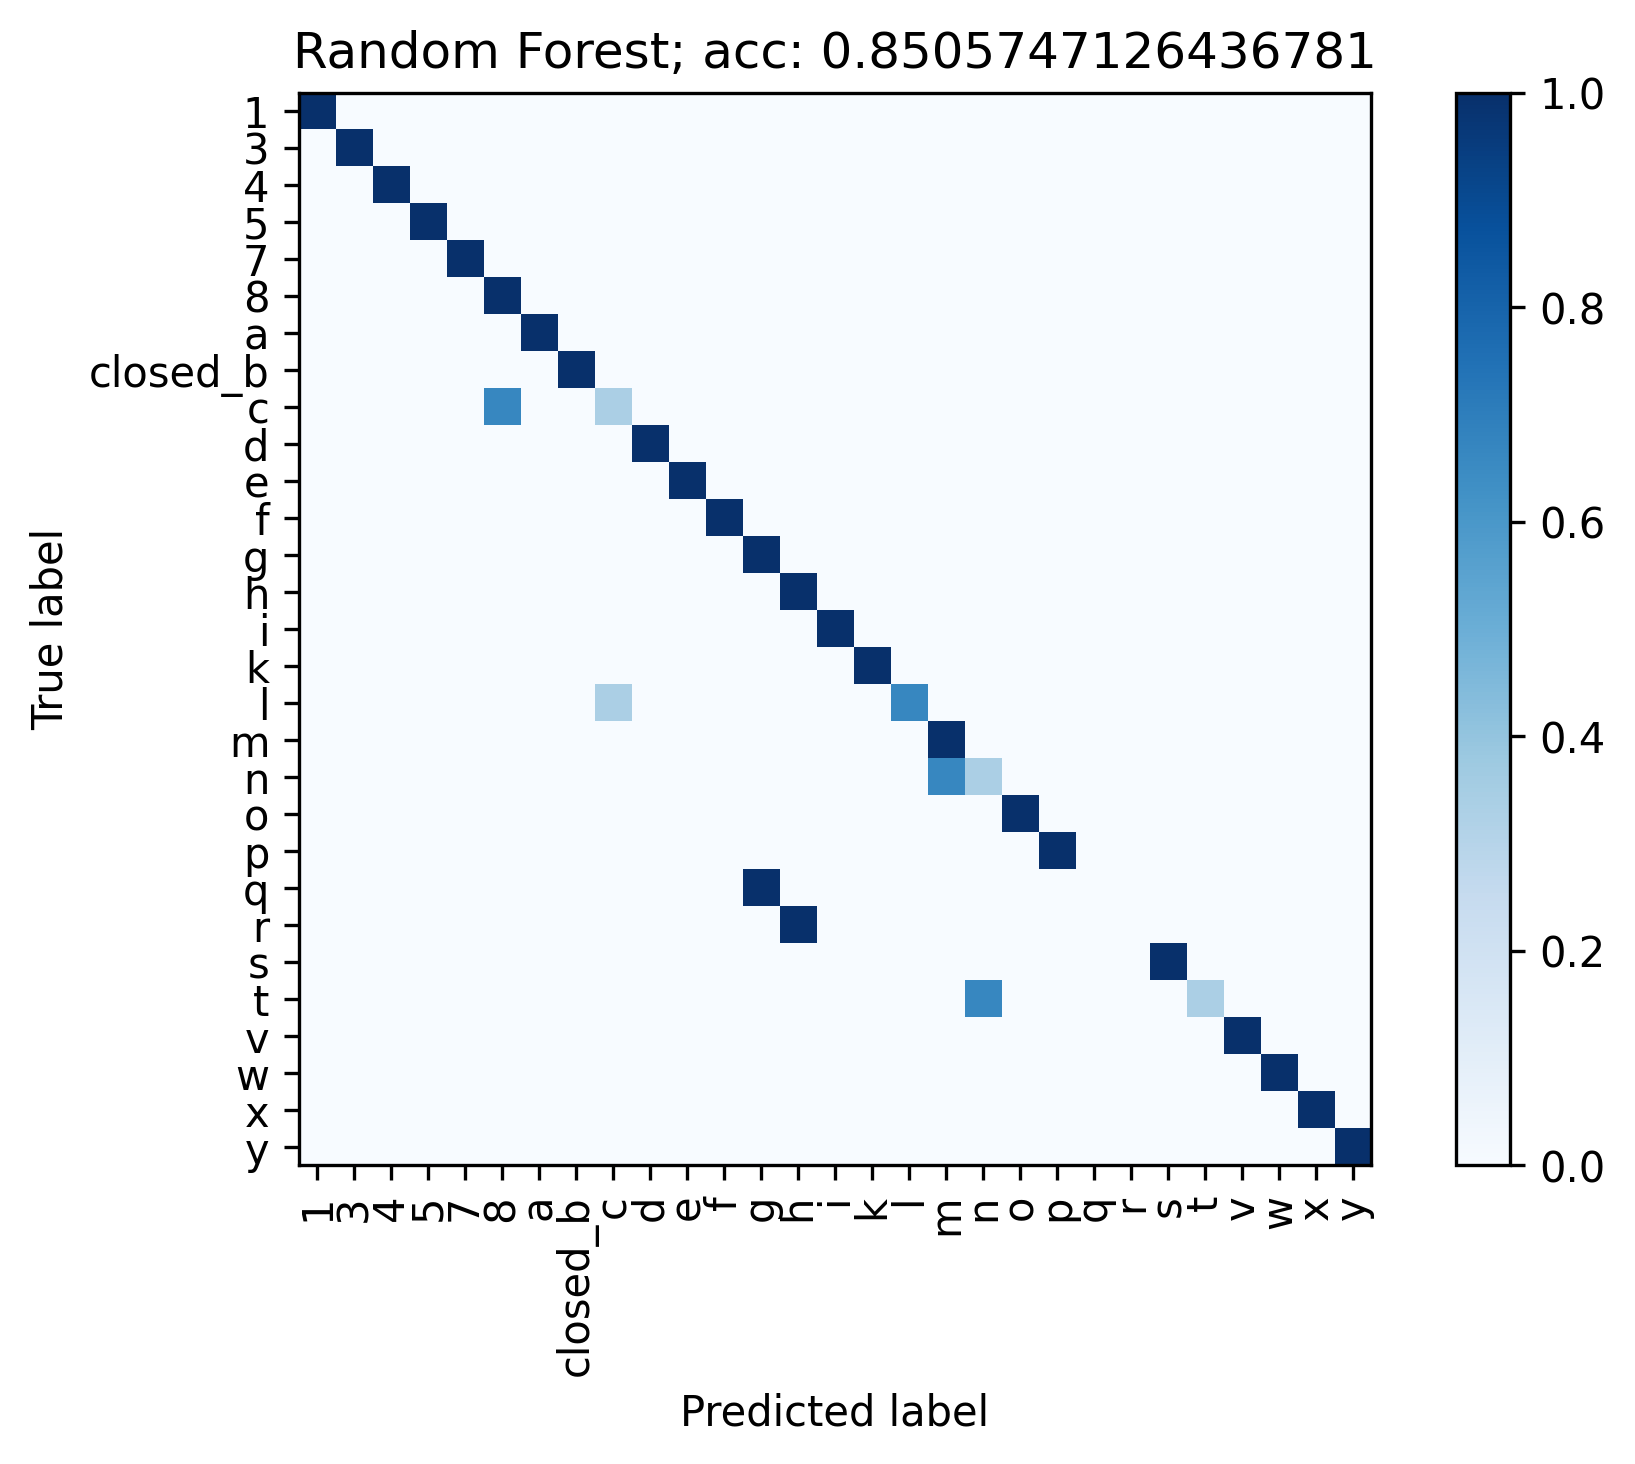 Random Forest; acc: 0.8505747126436781
True label
1
3
4
5
7
8
a
closed_b
c
d
e
f
g
h
i
k
l
m
n
o
p
q
r
s
t
v
w
x
y
1 3 4 5 7 8 a closed_b c d e f g h i k l m n o p q r s t v w x y
Predicted label
1.0
0.8
0.6
0.4
0.2
0.0